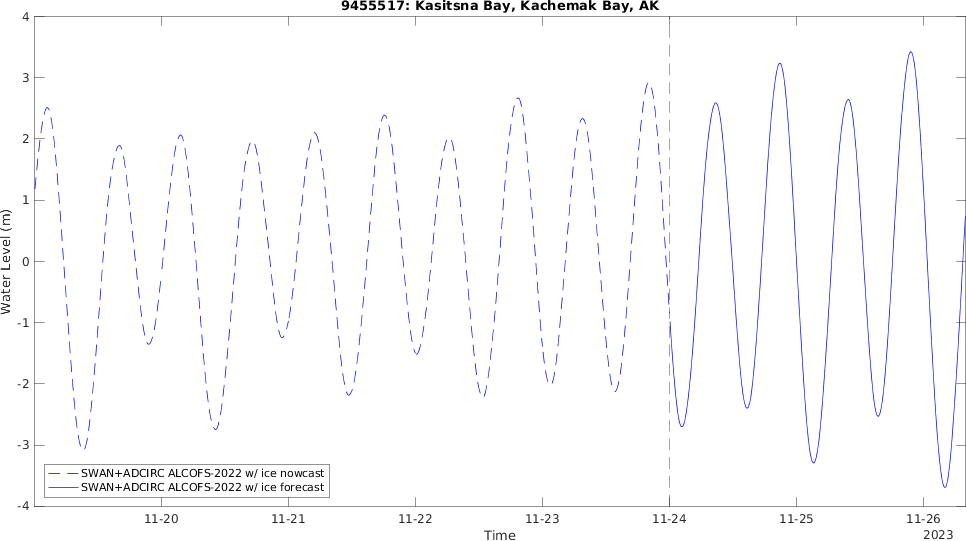 9455517: Kasitsna Bay, Kachemak Bay, AK
4
3
2
1
0
-1
-2
-3
-4
Water Level (m)
SWAN+ADCIRC ALCOFS-2022 w/ ice nowcast
SWAN+ADCIRC ALCOFS-2022 w/ ice forecast
11-20 11-21 11-22 11-23 11-24 11-25 11-26
Time
2023